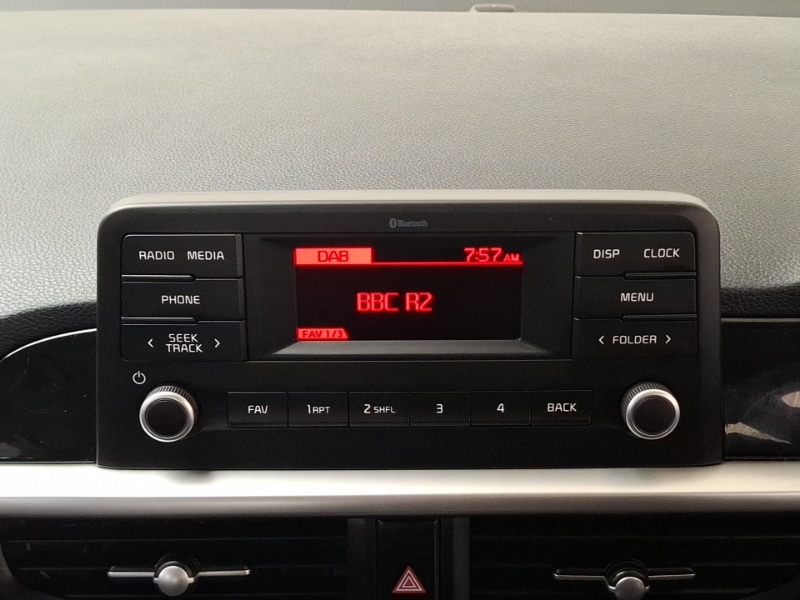 Bluetooth
RADIO MEDIA
DAB 7:57 AM
DISP CLOCK
PHONE
BBC R2
MENU
< SEEK TRACK >
FAV 1/3
< FOLDER >
FAV 1 RPT 2 SHFL 3 4 BACK